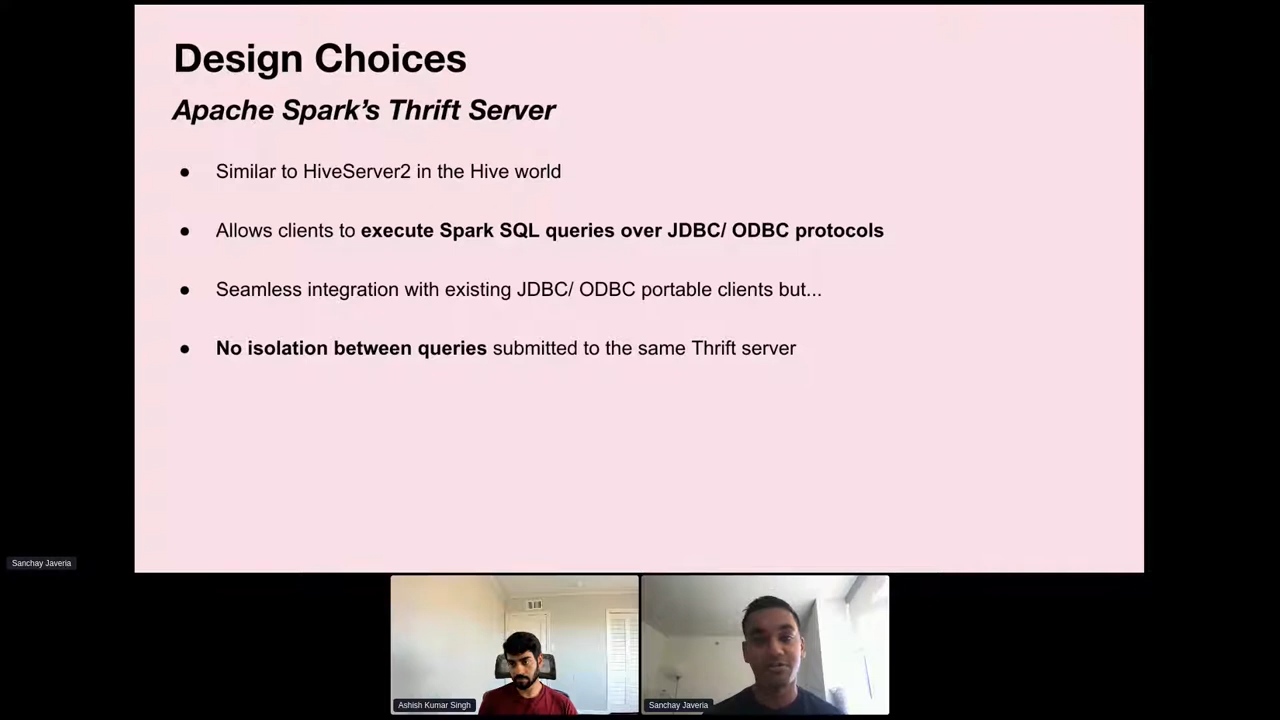 Design Choices
Apache Spark's Thrift Server
● Similar to HiveServer2 in the Hive world
● Allows clients to execute Spark SQL queries over JDBC/ ODBC protocols
● Seamless integration with existing JDBC/ ODBC portable clients but...
● No isolation between queries submitted to the same Thrift server
Sanchay Javeria
Ashish Kumar Singh
Sanchay Javeria